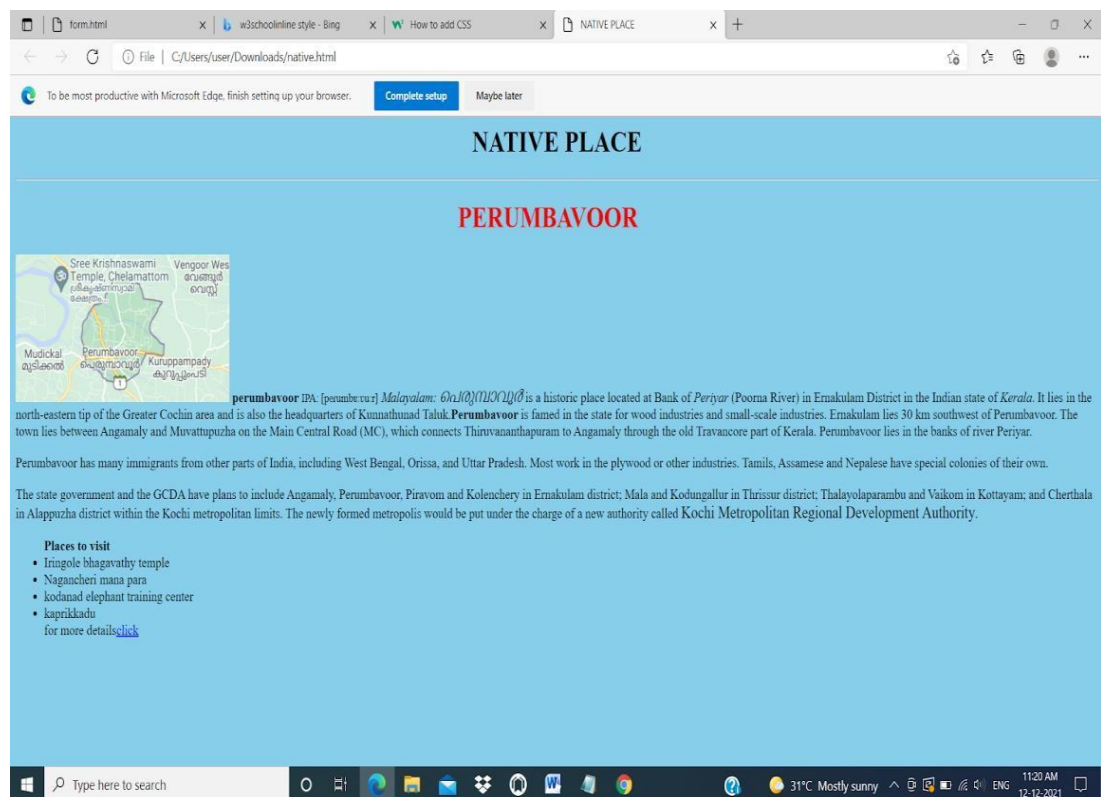 form.html
w3schoolinline style - Bing
How to add CSS
NATIVE PLACE
File | C:/Users/user/Downloads/native.html
To be most productive with Microsoft Edge, finish setting up your browser.
Complete setup
Maybe later
NATIVE PLACE
PERUMBAVOOR
Sree Krishnaswami
Temple, Chelamattom
Vengoor Wes
വേങ്ങൂർ
വെസ്റ്റ്
Mudickal
മുടിക്കൽ
Perumbavoor
പെരുമ്പാവൂർ
Kuruppampady
കുറുപ്പംപടി
1
perumbavoor IPA: [perumbɐːʋuːr] Malayalam: പെരുമ്പാവൂർ is a historic place located at Bank of Periyar (Poorna River) in Ernakulam District in the Indian state of Kerala. It lies in the
north-eastern tip of the Greater Cochin area and is also the headquarters of Kunnathunad Taluk.Perumbavoor is famed in the state for wood industries and small-scale industries. Ernakulam lies 30 km southwest of Perumbavoor. The
town lies between Angamaly and Muvattupuzha on the Main Central Road (MC), which connects Thiruvananthapuram to Angamaly through the old Travancore part of Kerala. Perumbavoor lies in the banks of river Periyar.
Perumbavoor has many immigrants from other parts of India, including West Bengal, Orissa, and Uttar Pradesh. Most work in the plywood or other industries. Tamils, Assamese and Nepalese have special colonies of their own.
The state government and the GCDA have plans to include Angamaly, Perumbavoor, Piravom and Kolenchery in Ernakulam district; Mala and Kodungallur in Thrissur district; Thalayolaparambu and Vaikom in Kottayam; and Cherthala
in Alappuzha district within the Kochi metropolitan limits. The newly formed metropolis would be put under the charge of a new authority called Kochi Metropolitan Regional Development Authority.
Places to visit
• Iringole bhagavathy temple
• Nagancheri mana para
• kodanad elephant training center
• kaprikkadu
for more detailsclick
Type here to search
31°C Mostly sunny
ENG
11:20 AM
12-12-2021